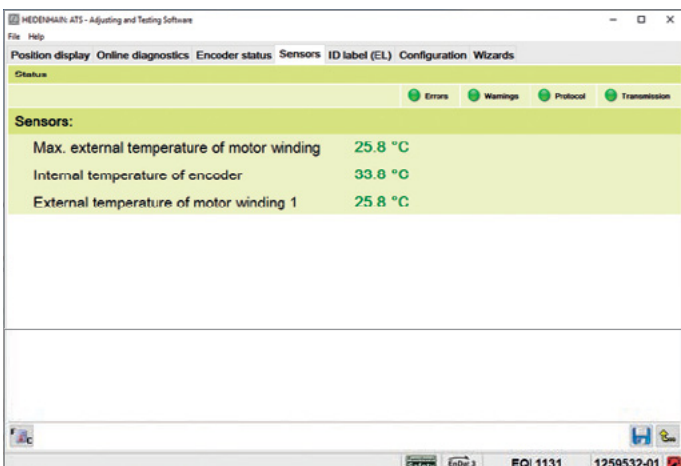 HEIDENHAIN: ATS - Adjusting and Testing Software
File Help
Position display Online diagnostics Encoder status Sensors ID label (EL) Configuration Wizards
Status
Errors Warnings Protocol Transmission
Sensors:
Max. external temperature of motor winding 25.8 °C
Internal temperature of encoder 33.8 °C
External temperature of motor winding 1 25.8 °C
EnDat 3 EQI 1131 1259532-01